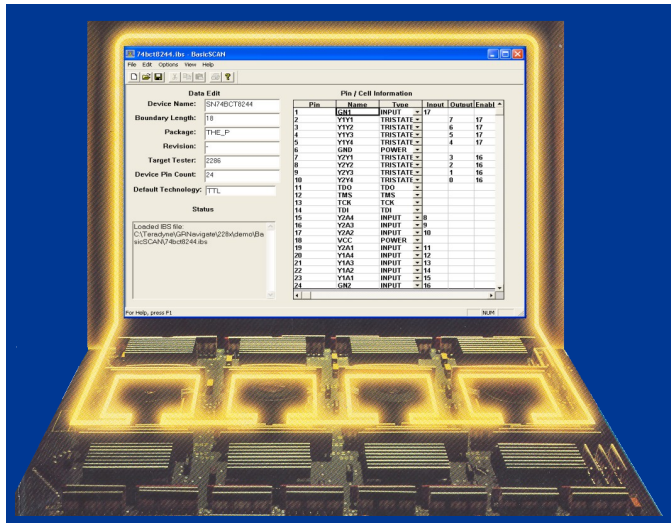 74bct8244.ibs - BasicSCAN
File Edit Options View Help
Data Edit
Device Name: SN74BCT8244
Boundary Length: 18
Package: THE_P
Revision: -
Target Tester: 2286
Device Pin Count: 24
Default Technology: TTL
Status
Loaded IBS file:
C:\Teradyne\GRNavigate\228x\demo\Ba
sicSCAN\74bct8244.ibs
Pin / Cell Information
Pin Name Type Input Output Enabl
1 GN1 INPUT 17
2 Y1Y1 TRISTATE 7 17
3 Y1Y2 TRISTATE 6 17
4 Y1Y3 TRISTATE 5 17
5 Y1Y4 TRISTATE 4 17
6 GND POWER
7 Y2Y1 TRISTATE 3 16
8 Y2Y2 TRISTATE 2 16
9 Y2Y3 TRISTATE 1 16
10 Y2Y4 TRISTATE 0 16
11 TDO TDO
12 TMS TMS
13 TCK TCK
14 TDI TDI
15 Y2A4 INPUT 8
16 Y2A3 INPUT 9
17 Y2A2 INPUT 10
18 VCC POWER
19 Y2A1 INPUT 11
20 Y1A4 INPUT 12
21 Y1A3 INPUT 13
22 Y1A2 INPUT 14
23 Y1A1 INPUT 15
24 GN2 INPUT 16
For Help, press F1
NUM